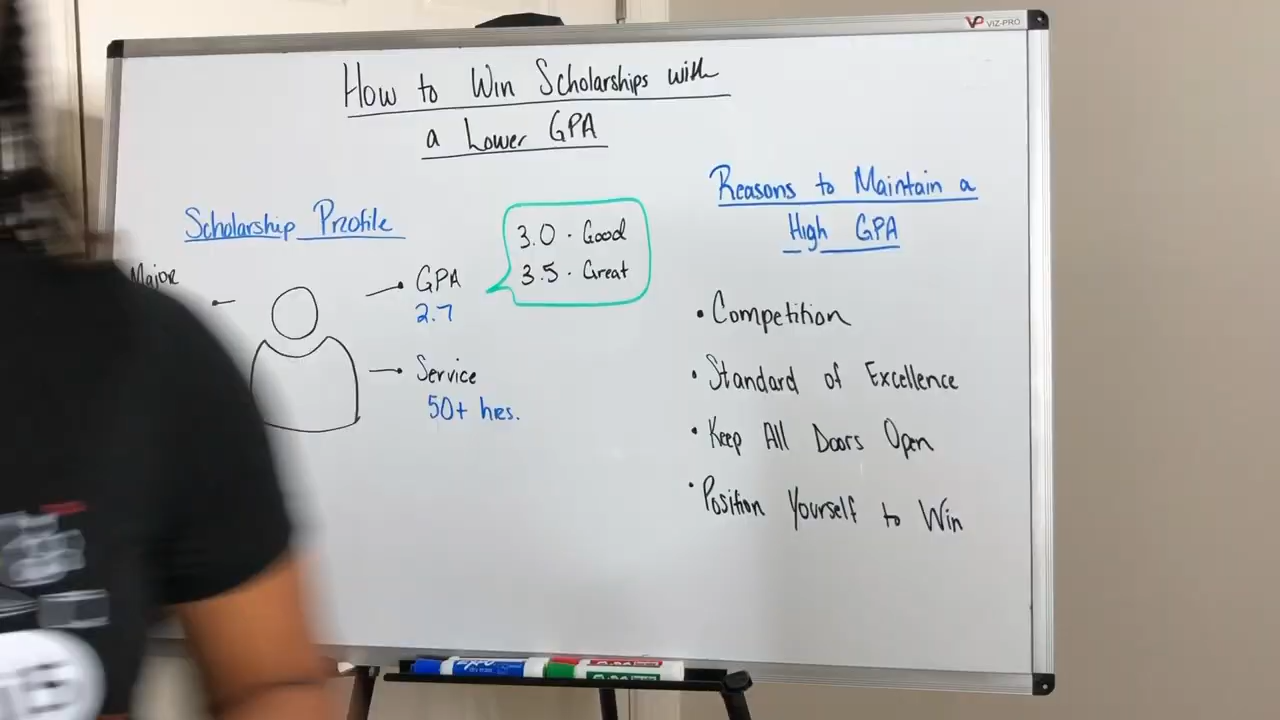 VIZ-PRO
How to Win Scholarships with
a Lower GPA
Scholarship Profile
Major
GPA
2.7
Service
50+ hrs.
3.0 · Good
3.5 · Great
Reasons to Maintain a
High GPA
• Competition
• Standard of Excellence
• Keep All Doors Open
• Position Yourself to Win